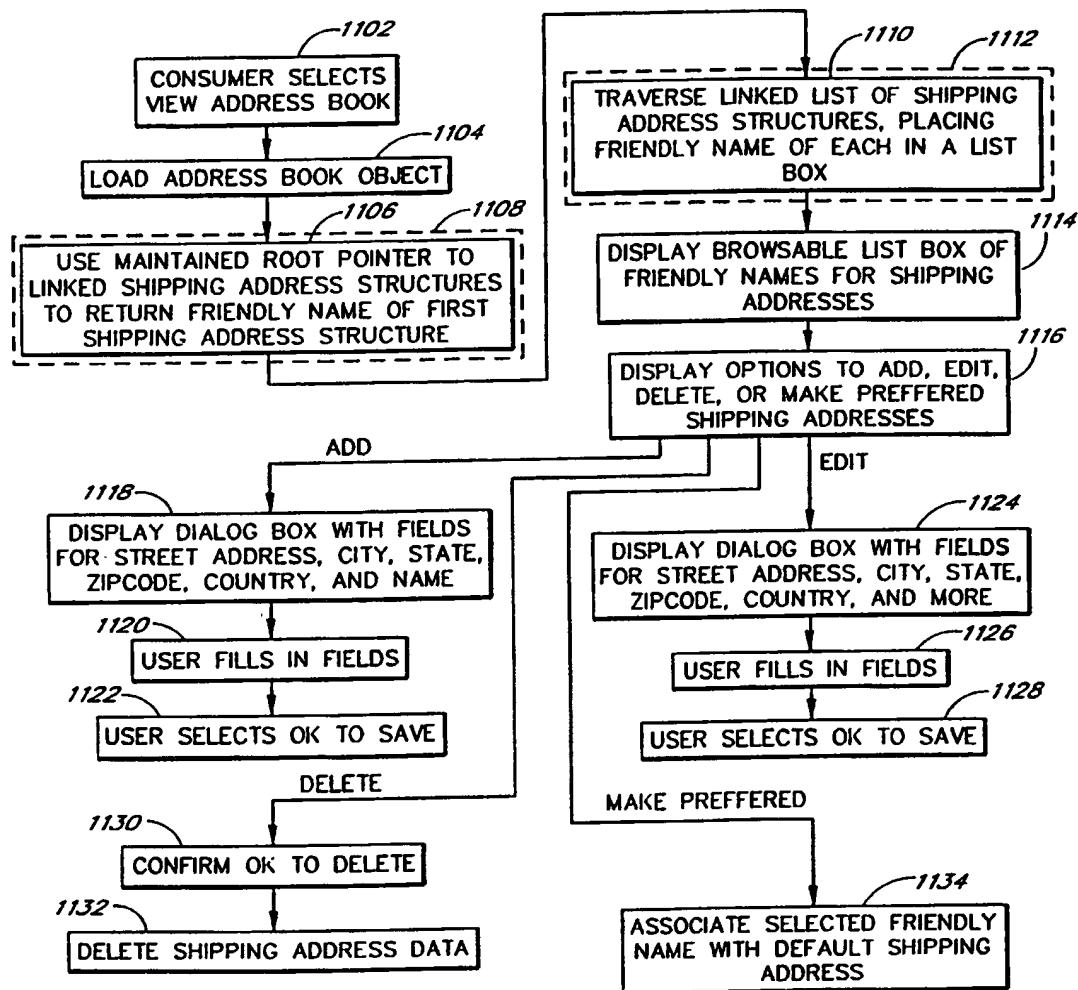 1102
CONSUMER SELECTS
VIEW ADDRESS BOOK
1104
LOAD ADDRESS BOOK OBJECT
1106
1108
USE MAINTAINED ROOT POINTER TO
LINKED SHIPPING ADDRESS STRUCTURES
TO RETURN FRIENDLY NAME OF FIRST
SHIPPING ADDRESS STRUCTURE
1110
1112
TRAVERSE LINKED LIST OF SHIPPING
ADDRESS STRUCTURES, PLACING
FRIENDLY NAME OF EACH IN A LIST
BOX
1114
DISPLAY BROWSABLE LIST BOX OF
FRIENDLY NAMES FOR SHIPPING
ADDRESSES
1116
DISPLAY OPTIONS TO ADD, EDIT,
DELETE, OR MAKE PREFFERED
SHIPPING ADDRESSES
ADD
1118
DISPLAY DIALOG BOX WITH FIELDS
FOR STREET ADDRESS, CITY, STATE,
ZIPCODE, COUNTRY, AND NAME
1120
USER FILLS IN FIELDS
1122
USER SELECTS OK TO SAVE
EDIT
1124
DISPLAY DIALOG BOX WITH FIELDS
FOR STREET ADDRESS, CITY, STATE,
ZIPCODE, COUNTRY, AND MORE
1126
USER FILLS IN FIELDS
1128
USER SELECTS OK TO SAVE
DELETE
1130
CONFIRM OK TO DELETE
1132
DELETE SHIPPING ADDRESS DATA
MAKE PREFFERED
1134
ASSOCIATE SELECTED FRIENDLY
NAME WITH DEFAULT SHIPPING
ADDRESS